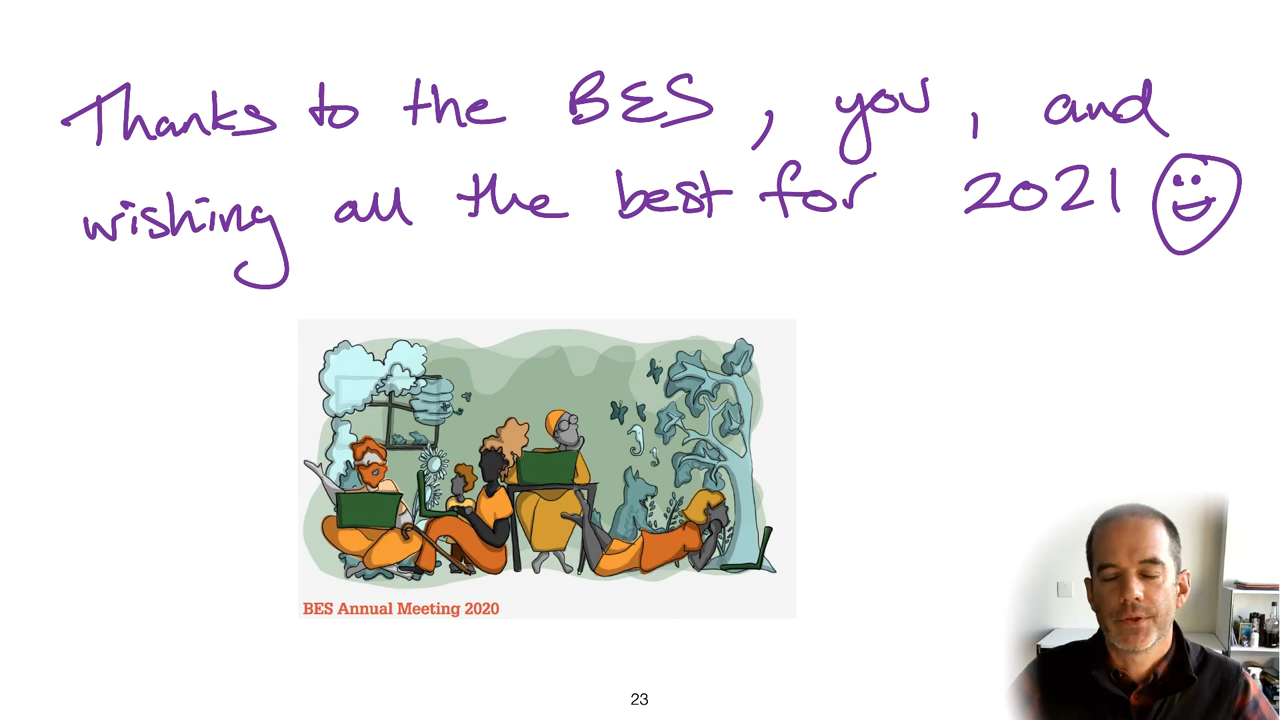 Thanks to the BES, you, and
wishing all the best for 2021
BES Annual Meeting 2020
23